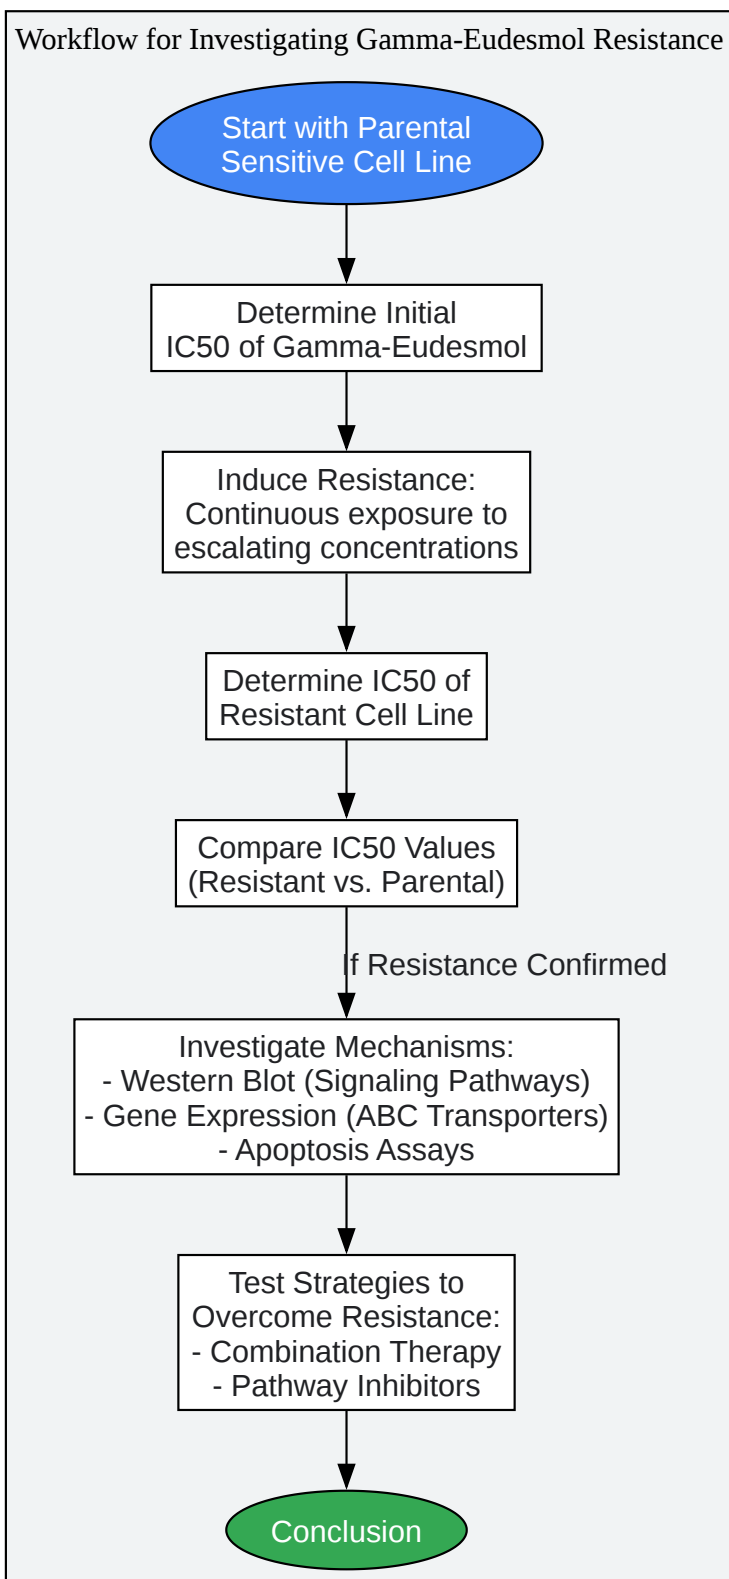 Workflow for Investigating Gamma-Eudesmol Resistance
Start with Parental
Sensitive Cell Line
Determine Initial
IC50 of Gamma-Eudesmol
Induce Resistance:
Continuous exposure to
escalating concentrations
Determine IC50 of
Resistant Cell Line
Compare IC50 Values
(Resistant vs. Parental)
If Resistance Confirmed
Investigate Mechanisms:
- Western Blot (Signaling Pathways)
- Gene Expression (ABC Transporters)
- Apoptosis Assays
Test Strategies to
Overcome Resistance:
- Combination Therapy
- Pathway Inhibitors
Conclusion